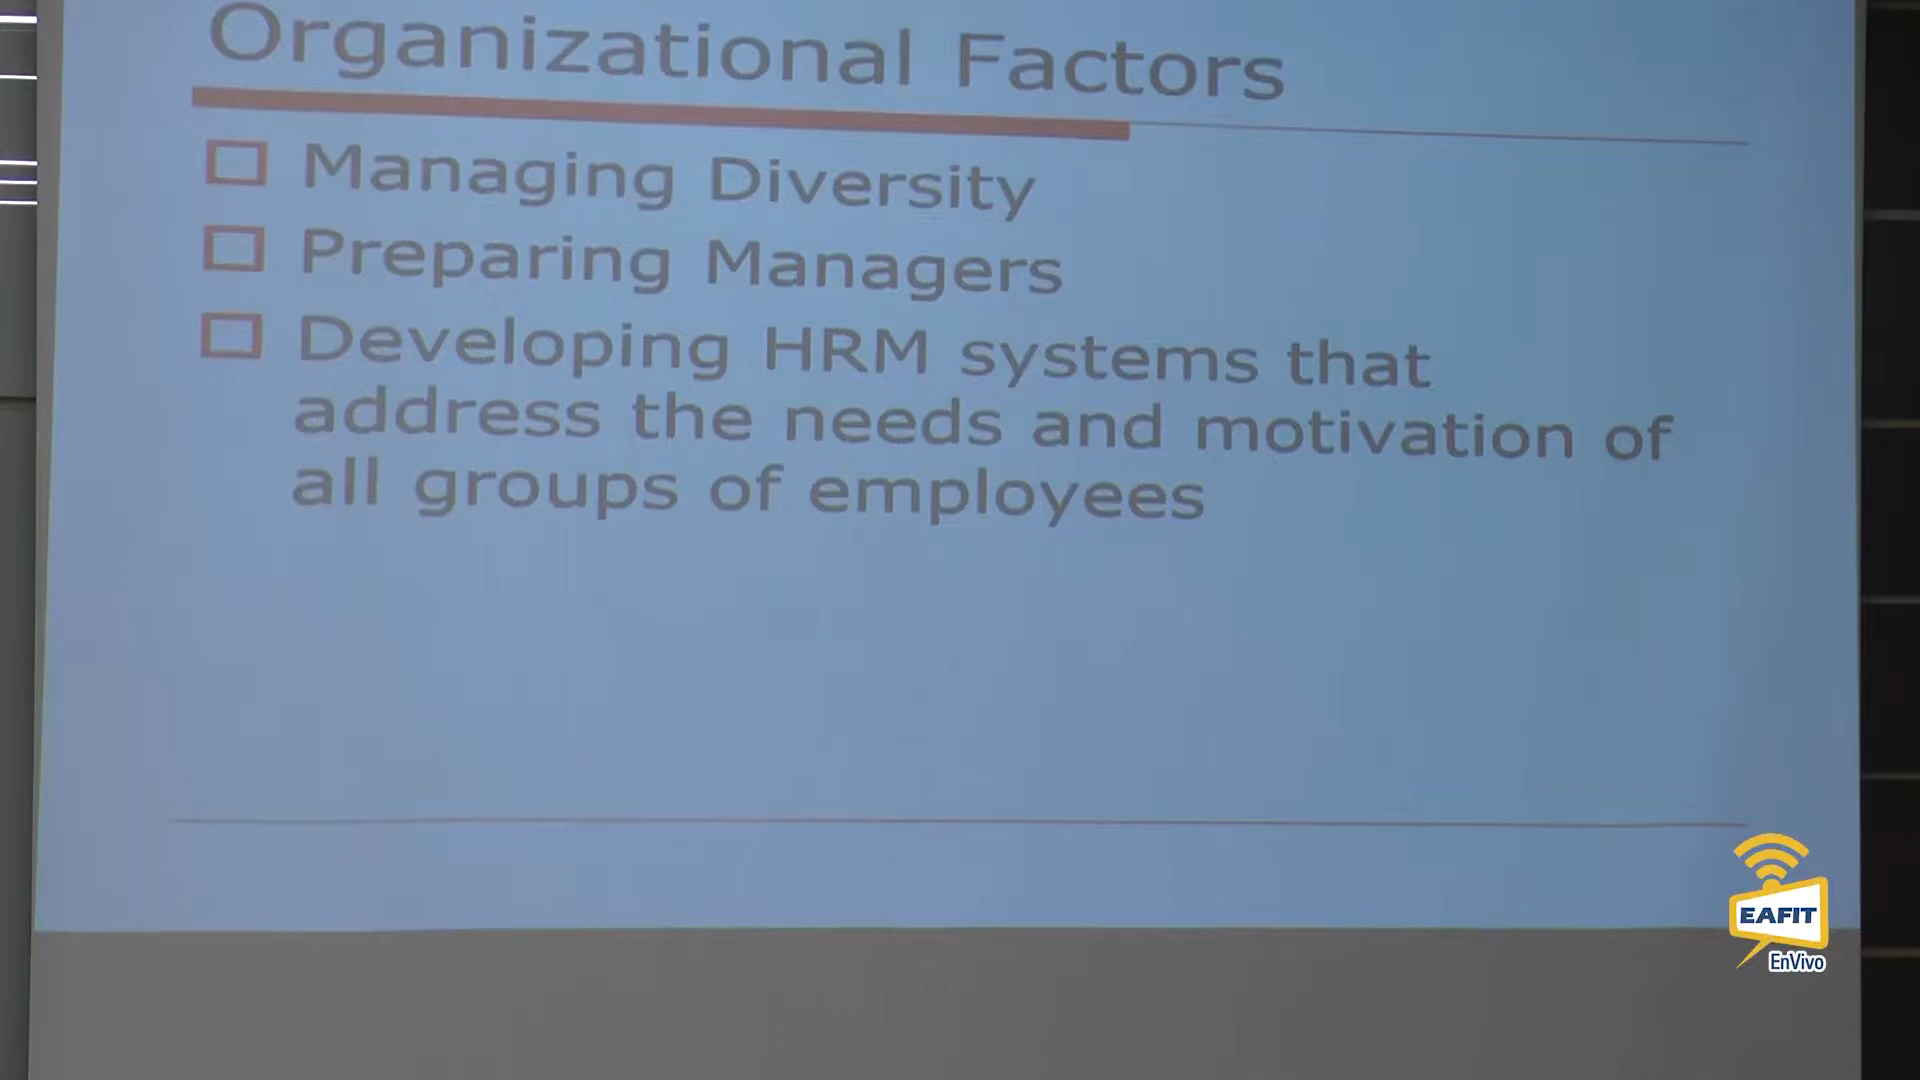 Organizational Factors
Managing Diversity
Preparing Managers
Developing HRM systems that
address the needs and motivation of
all groups of employees
EAFIT
EnVivo